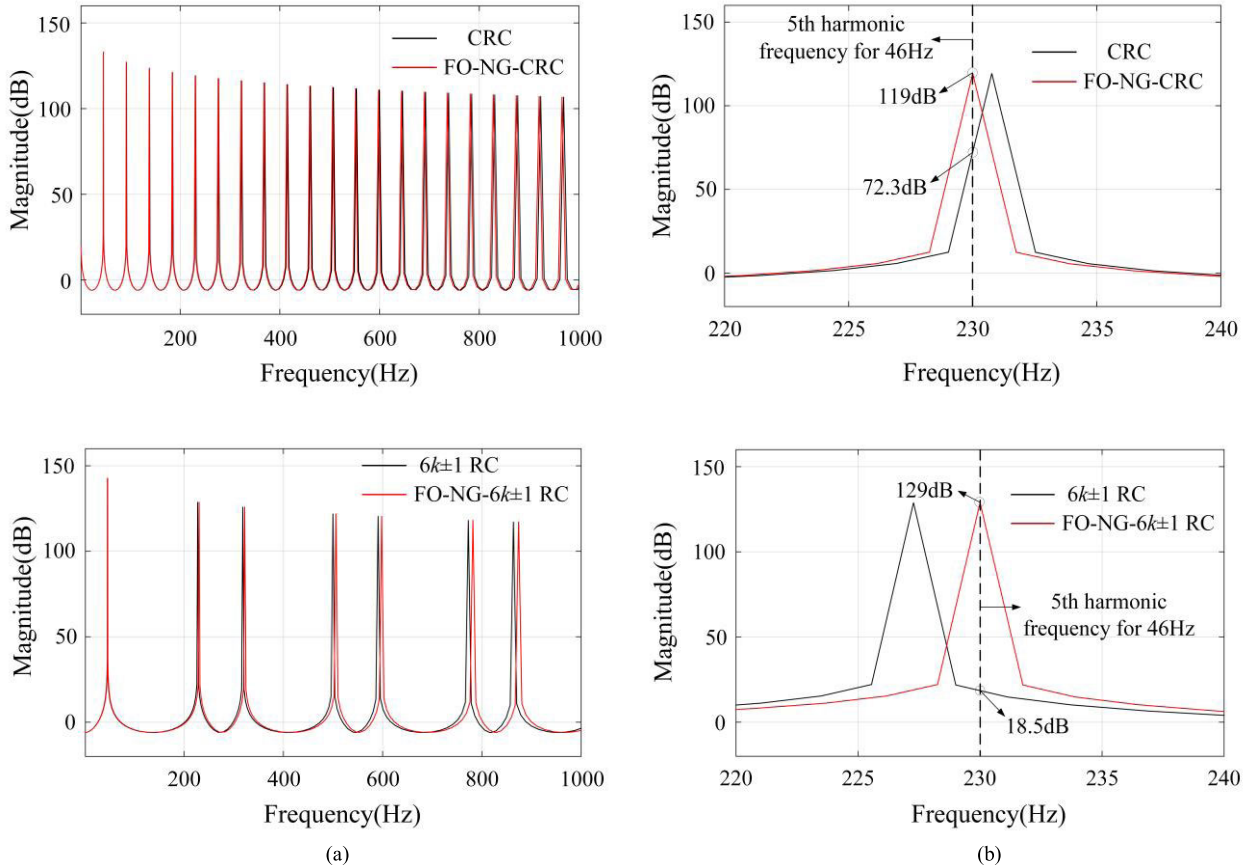 150
100
50
0
Magnitude(dB)
CRC
FO-NG-CRC
200
400
600
800
1000
Frequency(Hz)
150
100
50
0
Magnitude(dB)
5th harmonic
frequency for 46Hz
CRC
FO-NG-CRC
119dB
72.3dB
220
225
230
235
240
Frequency(Hz)
150
100
50
0
Magnitude(dB)
6k±1 RC
FO-NG-6k±1 RC
200
400
600
800
1000
Frequency(Hz)
(a)
150
100
50
0
Magnitude(dB)
129dB
6k±1 RC
FO-NG-6k±1 RC
5th harmonic
frequency for 46Hz
18.5dB
220
225
230
235
240
Frequency(Hz)
(b)